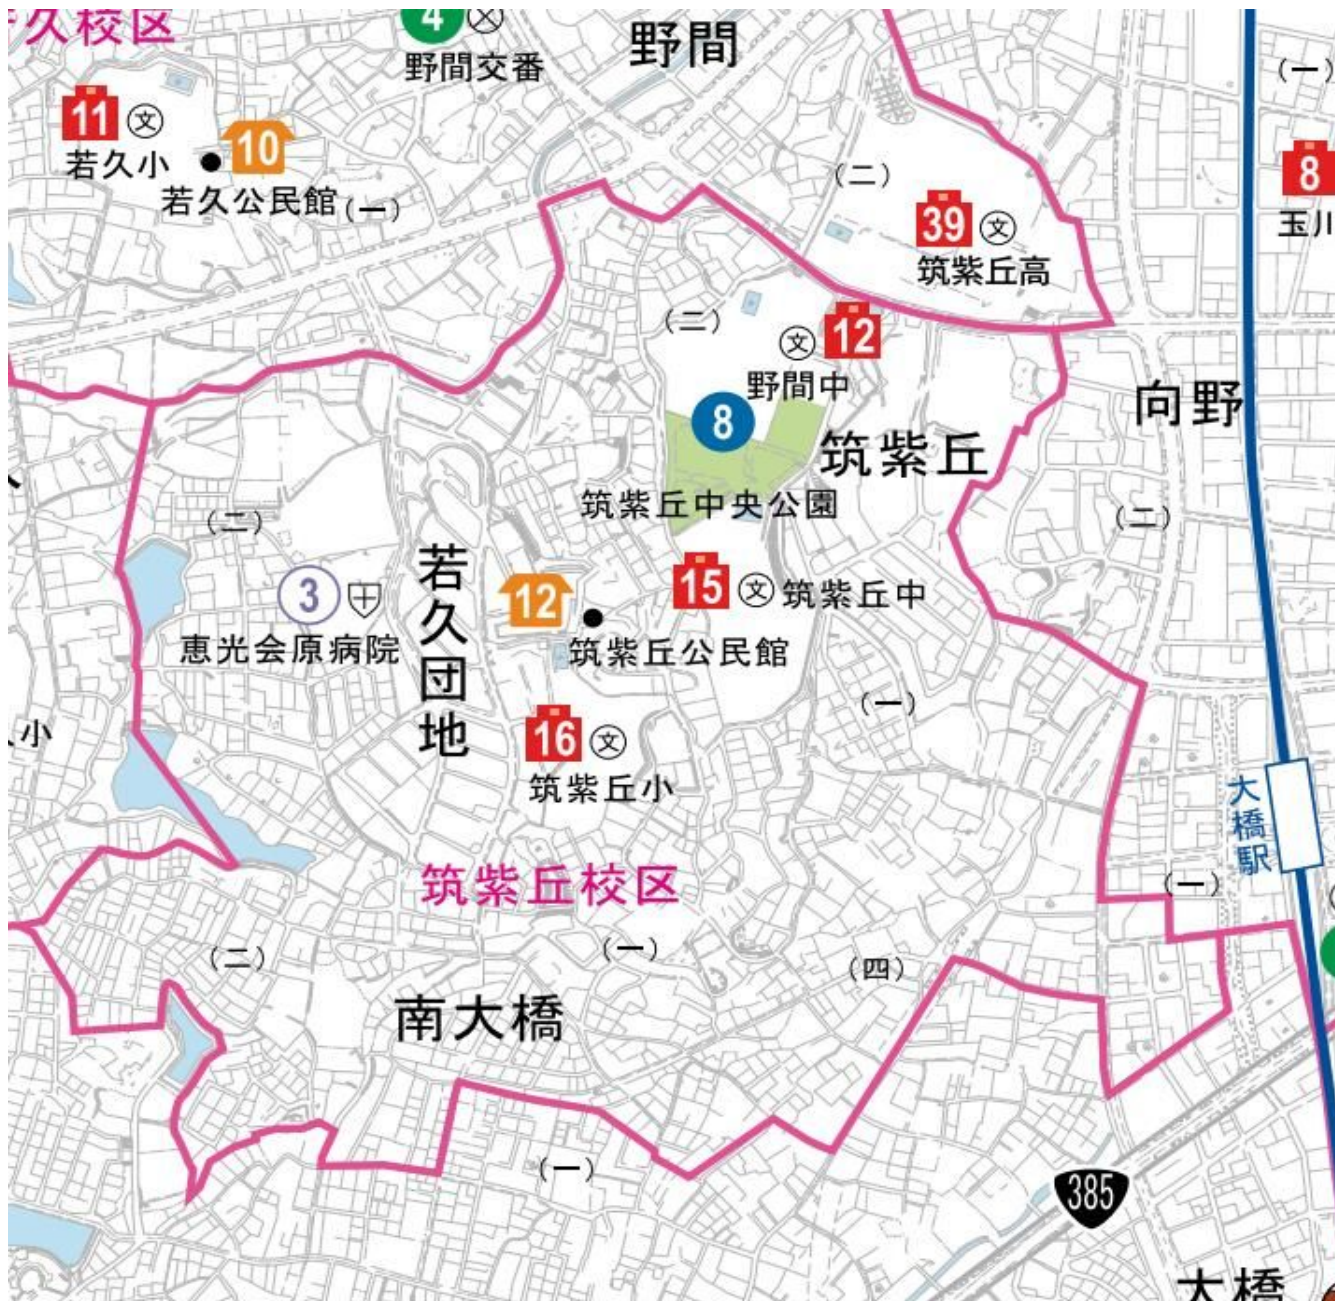 久校区
4
野間交番
野間
(一)
11
文
若久小
10
若久公民館
(一)
(二)
39
文
筑紫丘高
8
玉川
(二)
文
12
野間中
8
向野
筑紫丘
筑紫丘中央公園
(二)
(二)
若久団地
3
恵光会原病院
12
筑紫丘公民館
15
文
筑紫丘中
(一)
小
16
文
筑紫丘小
大橋駅
筑紫丘校区
(一)
(二)
(一)
(四)
南大橋
(一)
385
大橋